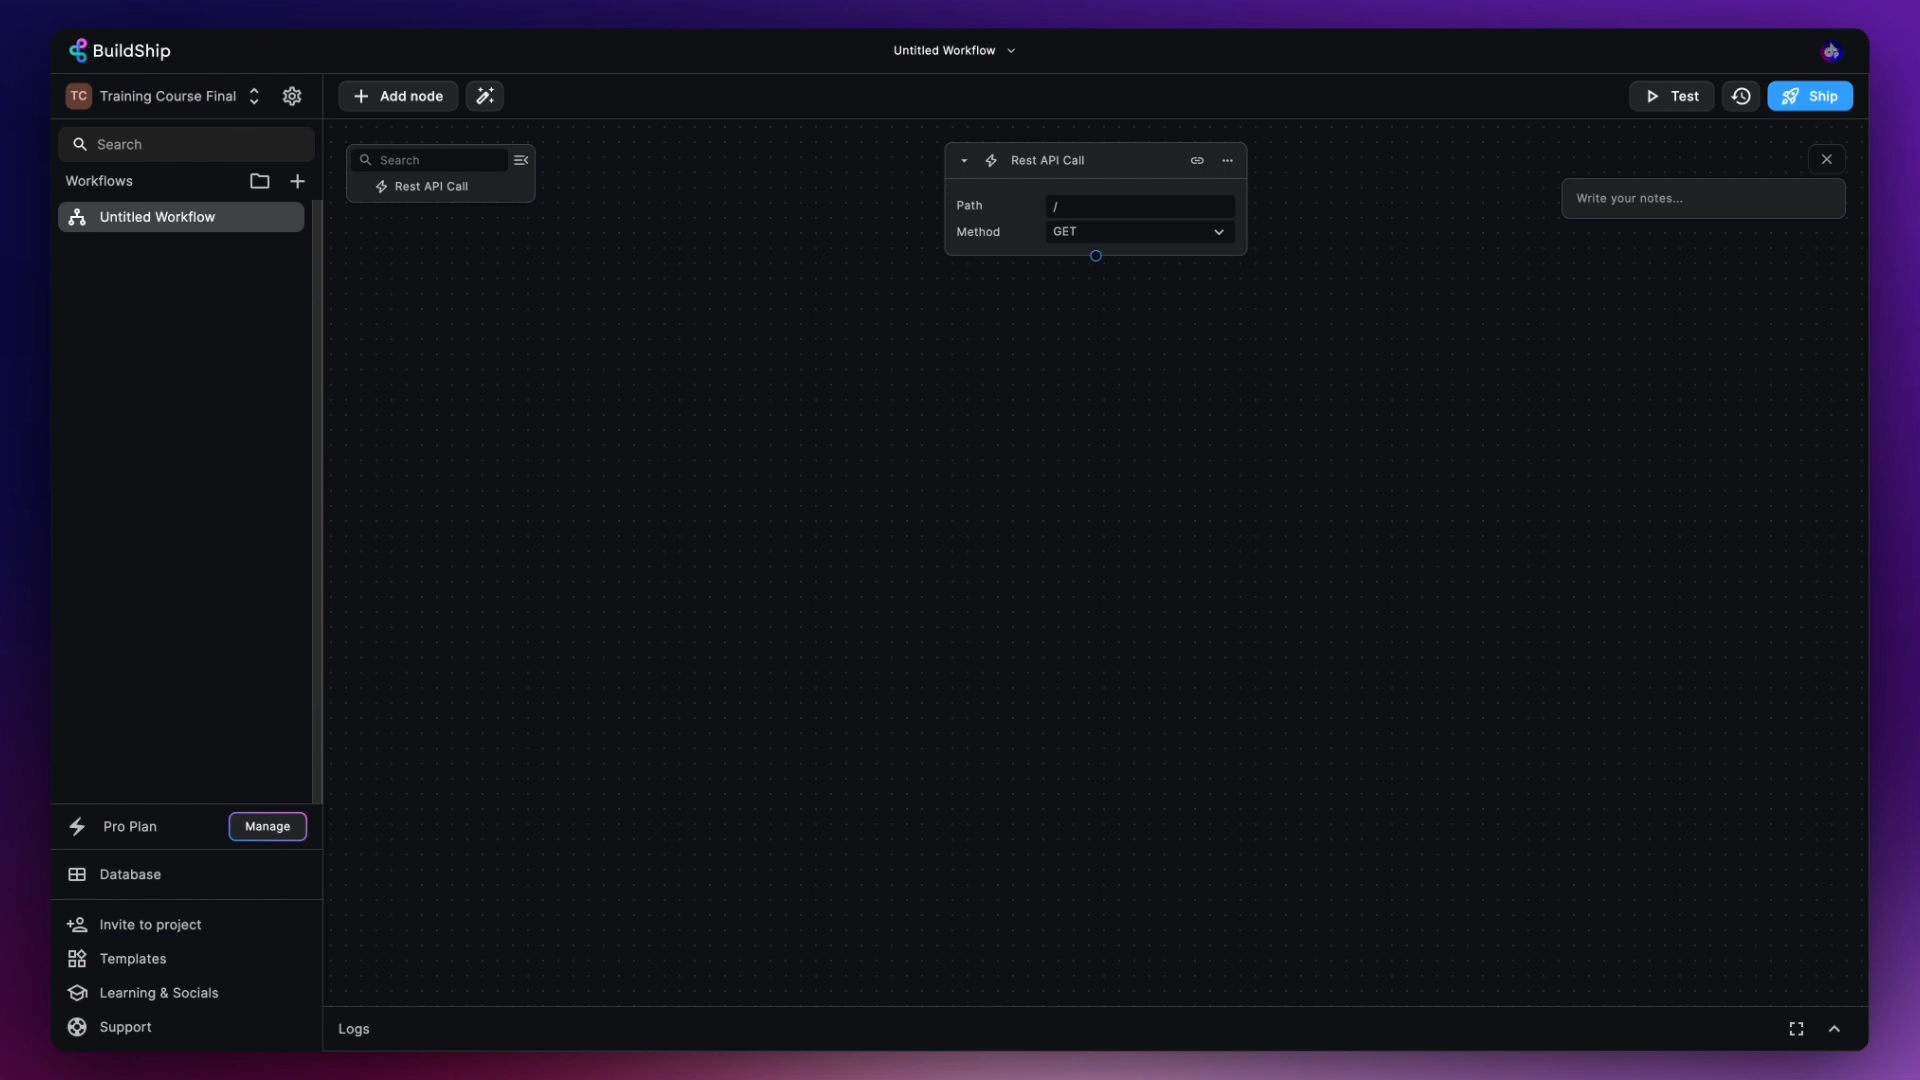 BuildShip
Untitled Workflow
TC Training Course Final
Add node
Test
Ship
Search
Workflows
Untitled Workflow
Search
Rest API Call
Rest API Call
Path /
Method GET
Write your notes...
Pro Plan
Manage
Database
Invite to project
Templates
Learning & Socials
Support
Logs